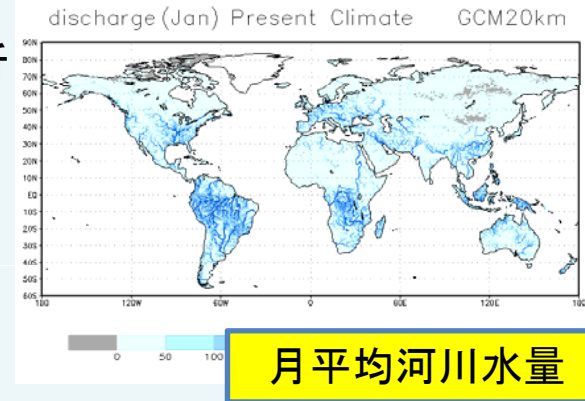 discharge (Jan) Present Climate GCM20km
90N
80N
70N
60N
50N
40N
30N
20N
10N
EQ
10S
20S
30S
40S
50S
60S
180 120W 60W 0 60E 120E 180
0 50 100
月平均河川水量